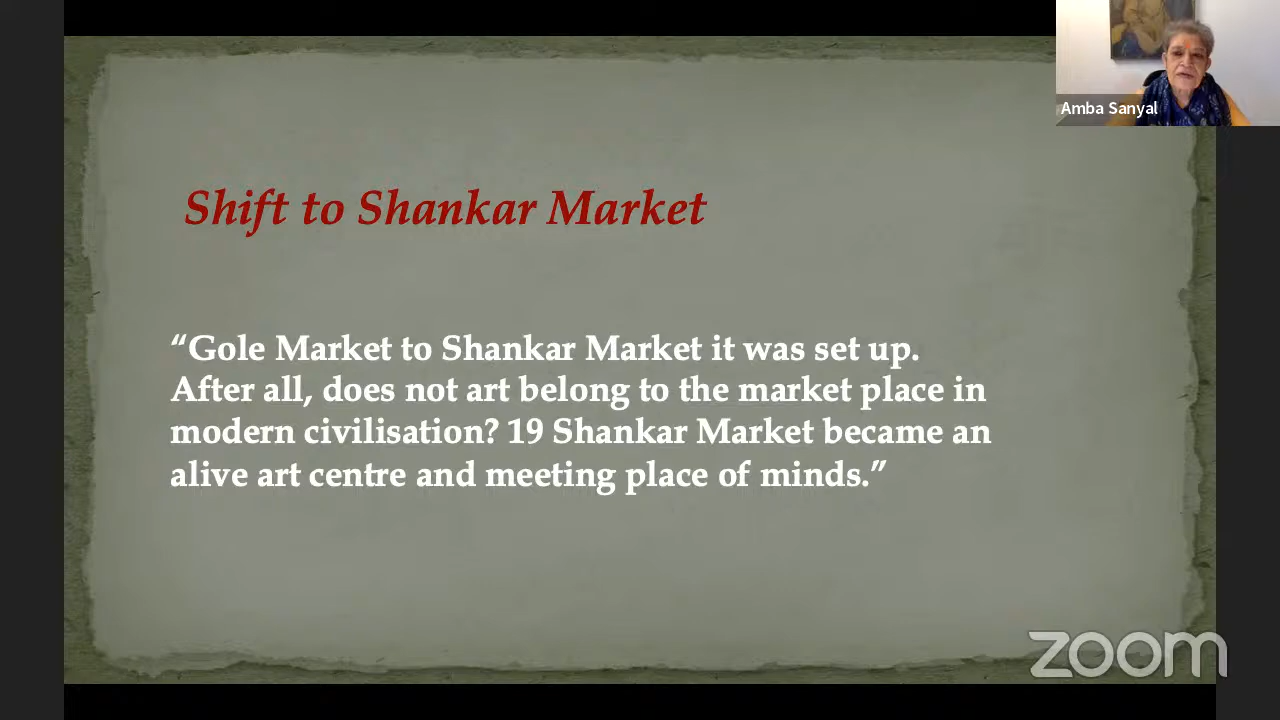 Amba Sanyal
Shift to Shankar Market
“Gole Market to Shankar Market it was set up.
After all, does not art belong to the market place in
modern civilisation? 19 Shankar Market became an
alive art centre and meeting place of minds.”
zoom